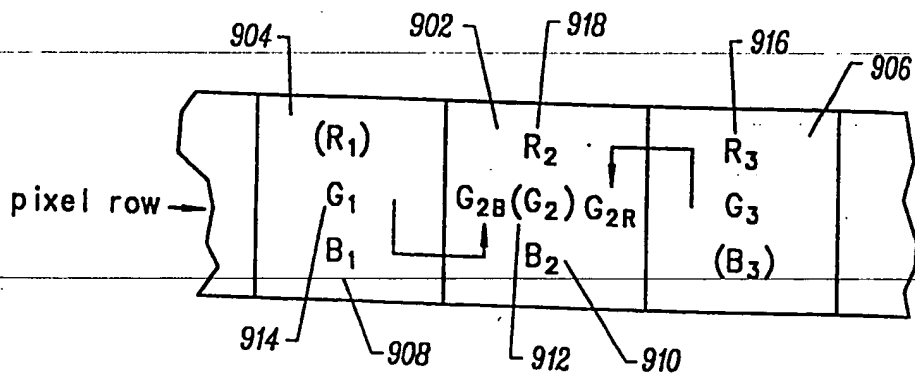 904 902 918 916 906
(R₁) R₂ R₃
pixel row G₁ G₂B(G₂) G₂R G₃
B₁ B₂ (B₃)
914 908 912 910